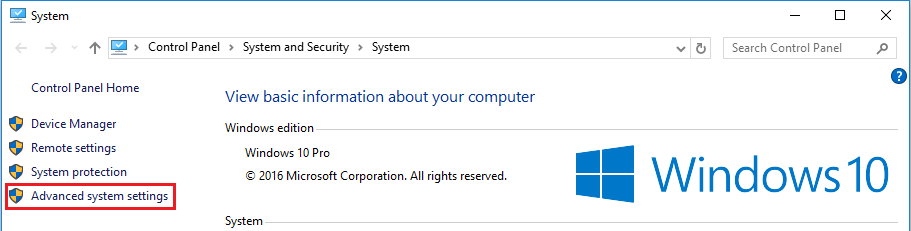 System
Control Panel > System and Security > System
Search Control Panel
?
Control Panel Home
Device Manager
Remote settings
System protection
Advanced system settings
View basic information about your computer
Windows edition
Windows 10 Pro
© 2016 Microsoft Corporation. All rights reserved.
Windows 10
System